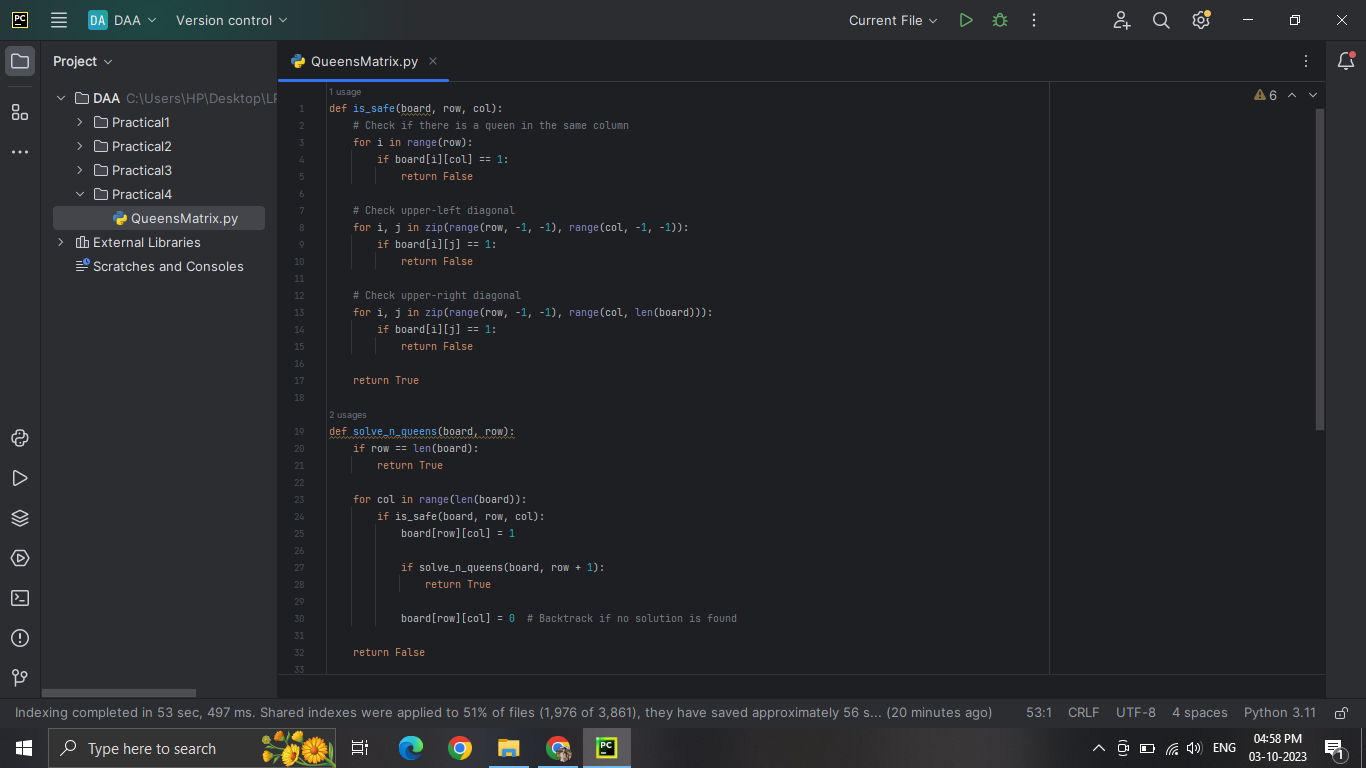 PC
DA DAA Version control Current File
Project
QueensMatrix.py
DAA C:\Users\HP\Desktop\LP
Practical1
Practical2
Practical3
Practical4
QueensMatrix.py
External Libraries
Scratches and Consoles
6
1 usage
1 def is_safe(board, row, col):
2 # Check if there is a queen in the same column
3 for i in range(row):
4 if board[i][col] == 1:
5 return False
6
7 # Check upper-left diagonal
8 for i, j in zip(range(row, -1, -1), range(col, -1, -1)):
9 if board[i][j] == 1:
10 return False
11
12 # Check upper-right diagonal
13 for i, j in zip(range(row, -1, -1), range(col, len(board))):
14 if board[i][j] == 1:
15 return False
16
17 return True
18
2 usages
19 def solve_n_queens(board, row):
20 if row == len(board):
21 return True
22
23 for col in range(len(board)):
24 if is_safe(board, row, col):
25 board[row][col] = 1
26
27 if solve_n_queens(board, row + 1):
28 return True
29
30 board[row][col] = 0 # Backtrack if no solution is found
31
32 return False
33
Indexing completed in 53 sec, 497 ms. Shared indexes were applied to 51% of files (1,976 of 3,861), they have saved approximately 56 s... (20 minutes ago) 53:1 CRLF UTF-8 4 spaces Python 3.11
Type here to search
PC
ENG
04:58 PM
03-10-2023
1